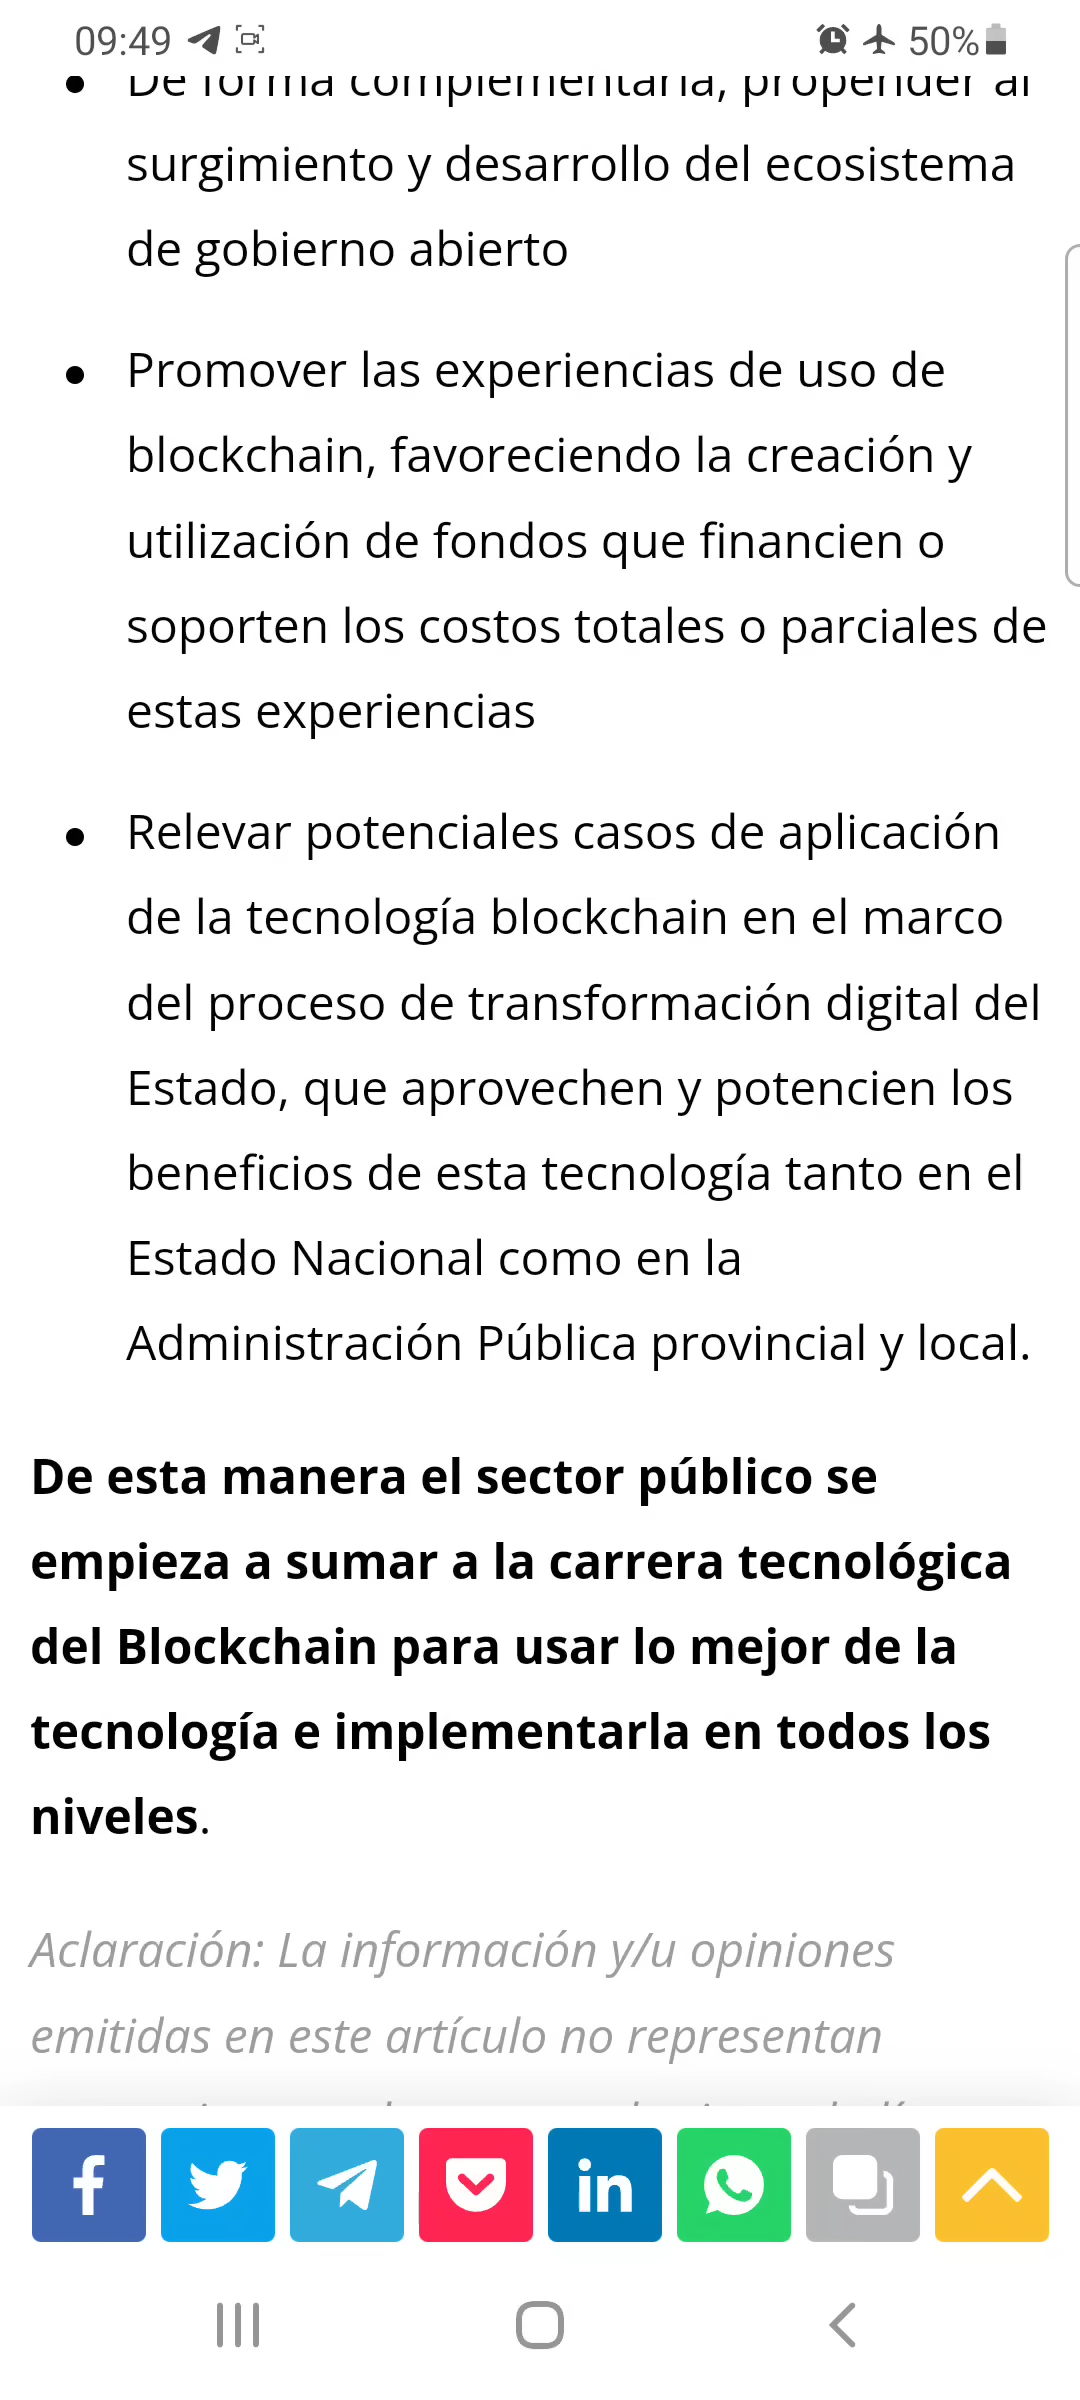 09:49
50%
De forma complementaria, propender al
surgimiento y desarrollo del ecosistema
de gobierno abierto
Promover las experiencias de uso de
blockchain, favoreciendo la creación y
utilización de fondos que financien o
soporten los costos totales o parciales de
estas experiencias
Relevar potenciales casos de aplicación
de la tecnología blockchain en el marco
del proceso de transformación digital del
Estado, que aprovechen y potencien los
beneficios de esta tecnología tanto en el
Estado Nacional como en la
Administración Pública provincial y local.
De esta manera el sector público se
empieza a sumar a la carrera tecnológica
del Blockchain para usar lo mejor de la
tecnología e implementarla en todos los
niveles.
Aclaración: La información y/u opiniones
emitidas en este artículo no representan